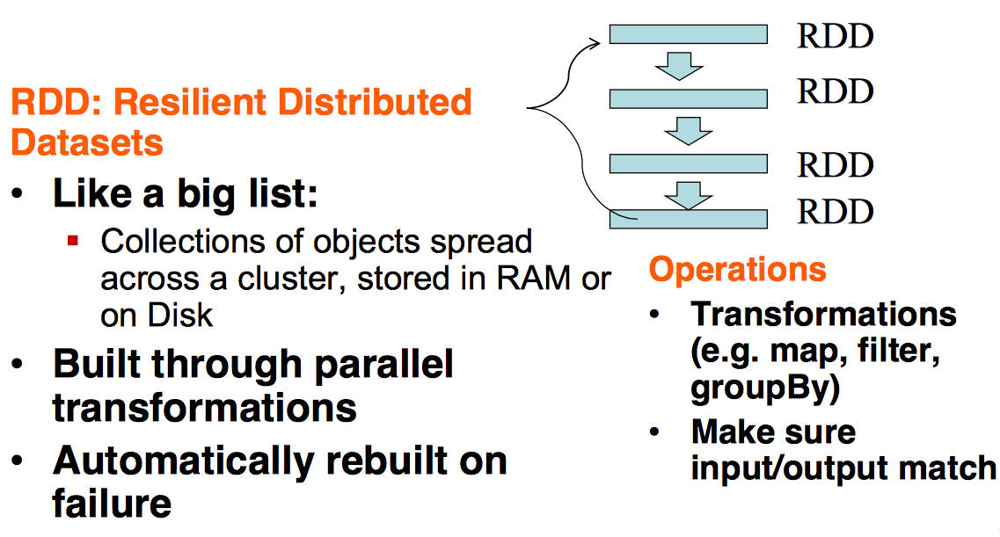 RDD: Resilient Distributed
Datasets
• Like a big list:
▪ Collections of objects spread
across a cluster, stored in RAM or
on Disk
• Built through parallel
transformations
• Automatically rebuilt on
failure
RDD
RDD
RDD
RDD
Operations
• Transformations
(e.g. map, filter,
groupBy)
• Make sure
input/output match